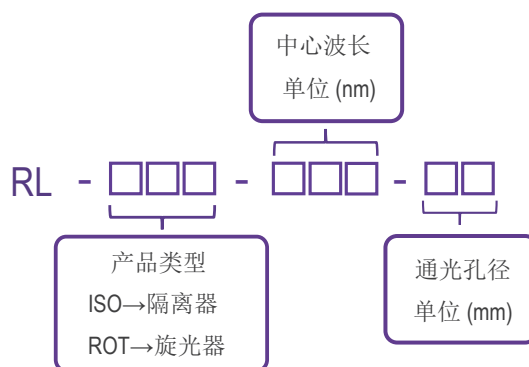 中心波长
单位 (nm)
RL - □□□ - □□□ - □□
产品类型
ISO→隔离器
ROT→旋光器
通光孔径
单位 (mm)